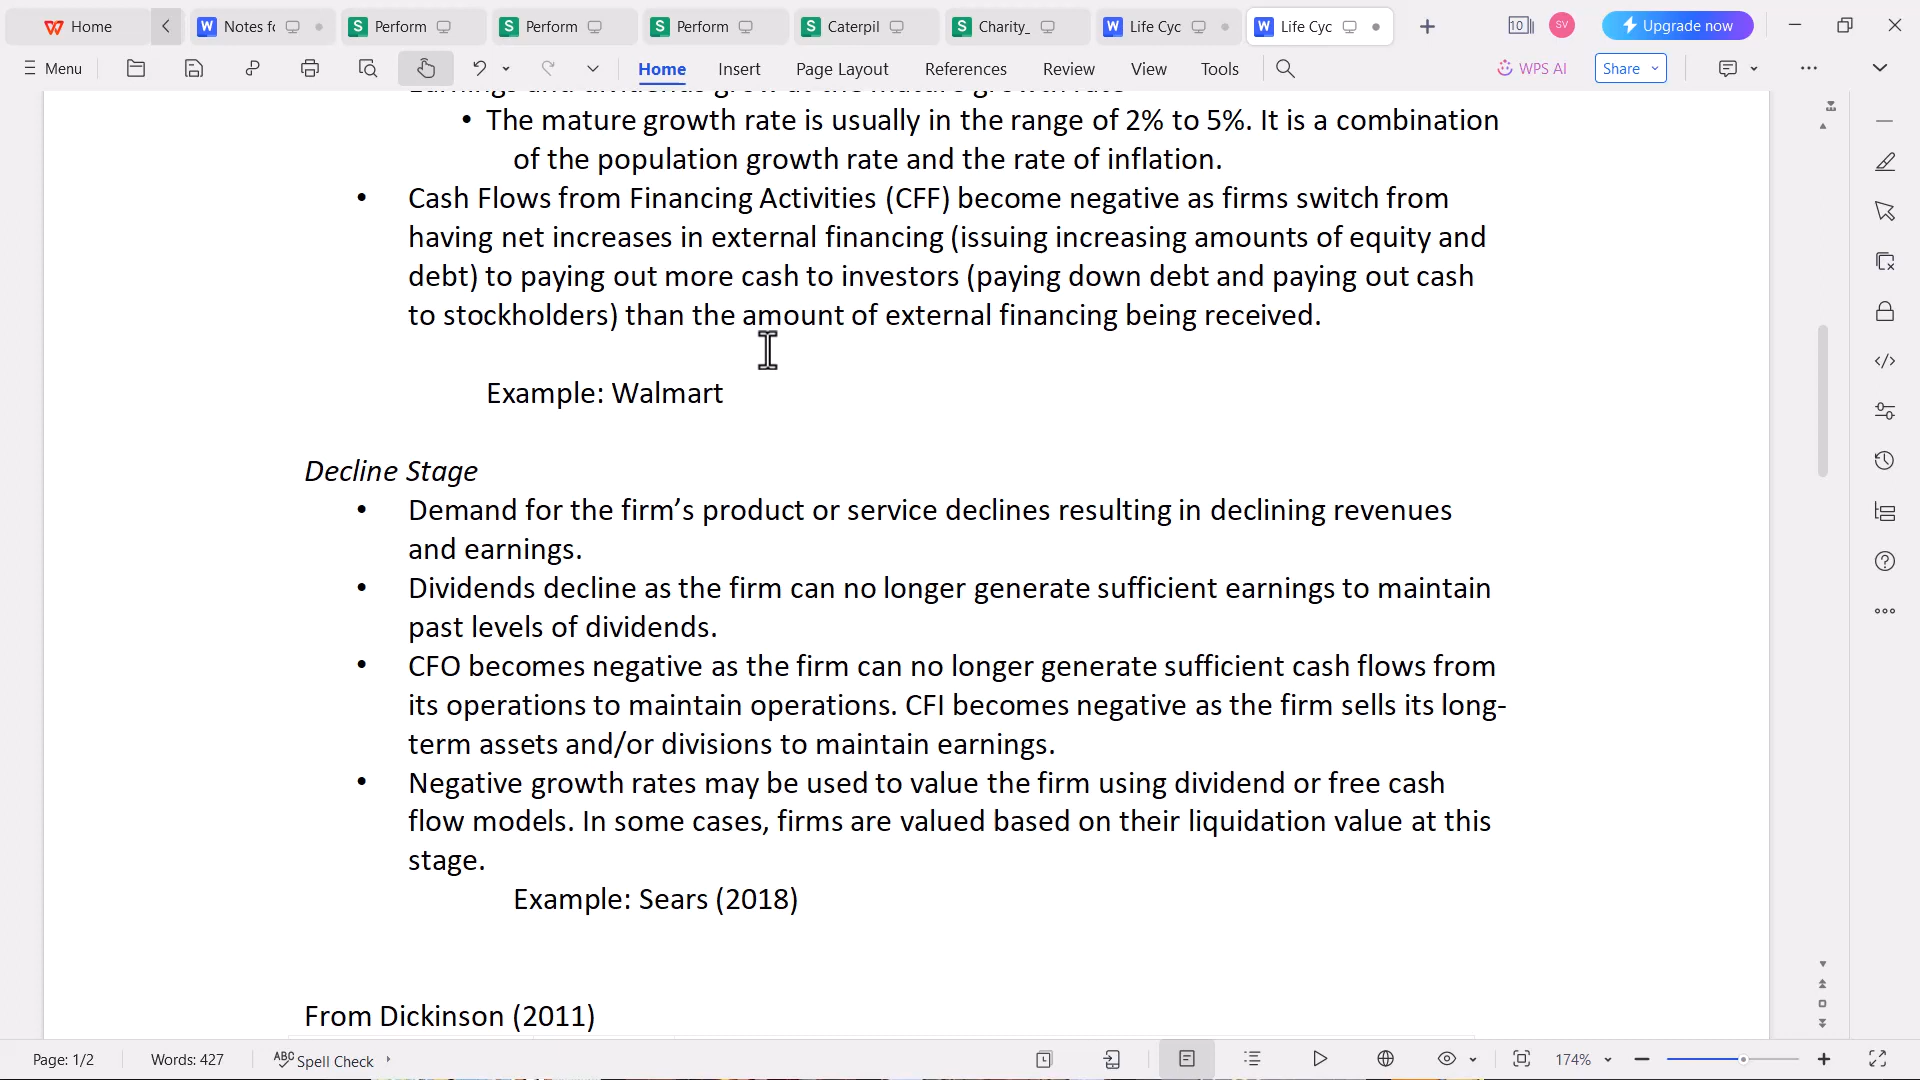 Home
Notes fo
Perform
Perform
Perform
Caterpil
Charity_
Life Cyc
Life Cyc
10
SV
Upgrade now
Menu
Home
Insert
Page Layout
References
Review
View
Tools
WPS AI
Share
• The mature growth rate is usually in the range of 2% to 5%. It is a combination
of the population growth rate and the rate of inflation.
• Cash Flows from Financing Activities (CFF) become negative as firms switch from
having net increases in external financing (issuing increasing amounts of equity and
debt) to paying out more cash to investors (paying down debt and paying out cash
to stockholders) than the amount of external financing being received.
Example: Walmart
Decline Stage
• Demand for the firm’s product or service declines resulting in declining revenues
and earnings.
• Dividends decline as the firm can no longer generate sufficient earnings to maintain
past levels of dividends.
• CFO becomes negative as the firm can no longer generate sufficient cash flows from
its operations to maintain operations. CFI becomes negative as the firm sells its long-
term assets and/or divisions to maintain earnings.
• Negative growth rates may be used to value the firm using dividend or free cash
flow models. In some cases, firms are valued based on their liquidation value at this
stage.
Example: Sears (2018)
From Dickinson (2011)
Page: 1/2
Words: 427
ABC Spell Check
174%